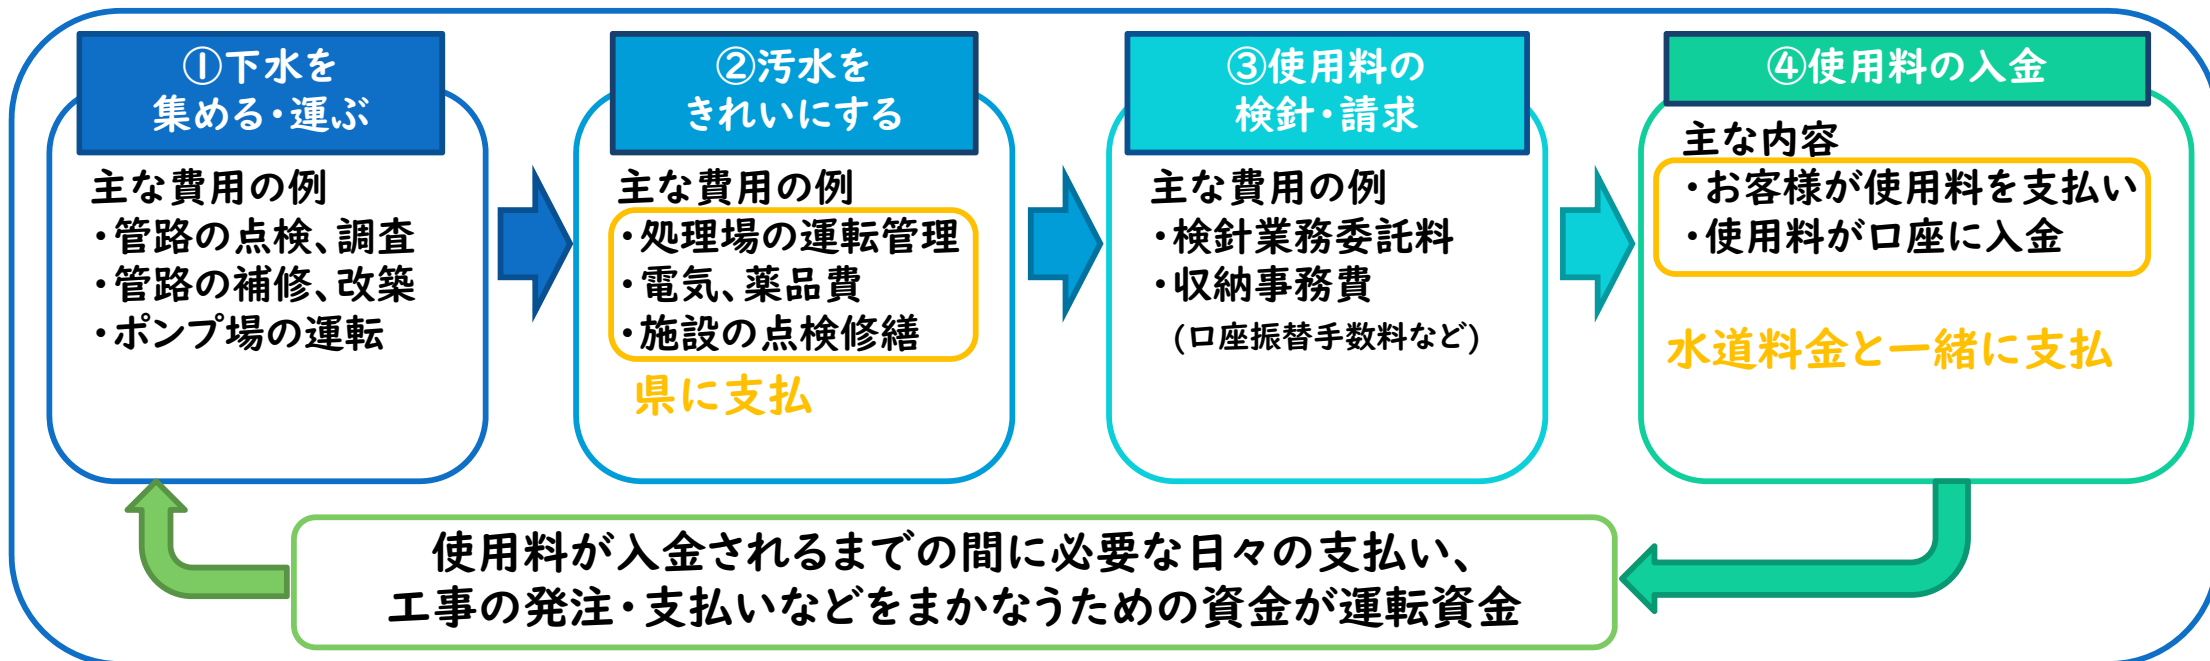 ①下水を
集める・運ぶ
主な費用の例
・管路の点検、調査
・管路の補修、改築
・ポンプ場の運転
②汚水を
きれいにする
主な費用の例
・処理場の運転管理
・電気、薬品費
・施設の点検修繕
県に支払
③使用料の
検針・請求
主な費用の例
・検針業務委託料
・収納事務費
(口座振替手数料など)
④使用料の入金
主な内容
・お客様が使用料を支払い
・使用料が口座に入金
水道料金と一緒に支払
使用料が入金されるまでの間に必要な日々の支払い、
工事の発注・支払いなどをまかなうための資金が運転資金